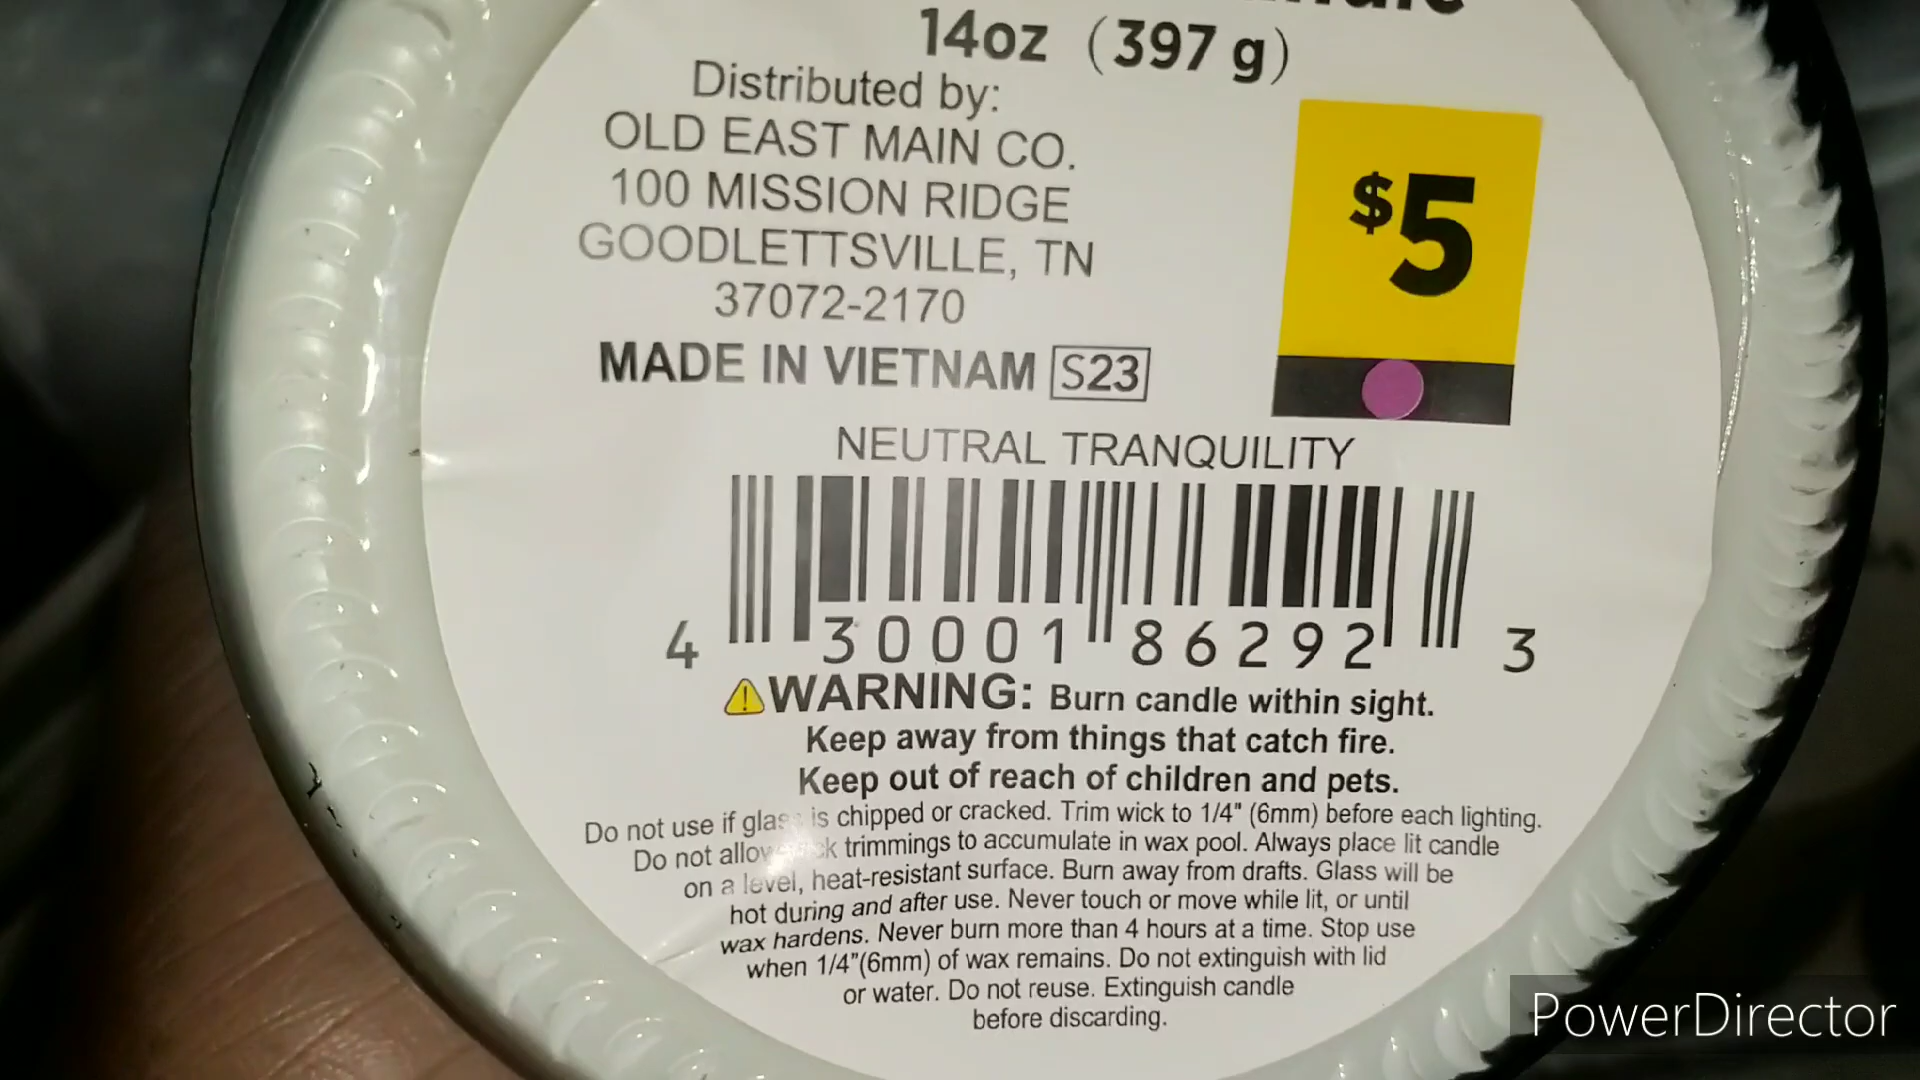 14oz (397 g)
Distributed by:
OLD EAST MAIN CO.
100 MISSION RIDGE
GOODLETTSVILLE, TN
37072-2170
MADE IN VIETNAM S23
$5
NEUTRAL TRANQUILITY
4 30001 86292 3
WARNING: Burn candle within sight.
Keep away from things that catch fire.
Keep out of reach of children and pets.
Do not use if is chipped or cracked. Trim wick to 1/4" (6mm) before each lighting.
Do not trimmings to accumulate in wax pool. Always place lit candle
on a level, heat-resistant surface. Burn away from drafts. Glass will be
hot during and after use. Never touch or move while lit, or until
wax hardens. Never burn more than 4 hours at a time. Stop use
when 1/4"(6mm) of wax remains. Do not extinguish with lid
or water. Do not reuse. Extinguish candle
before discarding.
PowerDirector